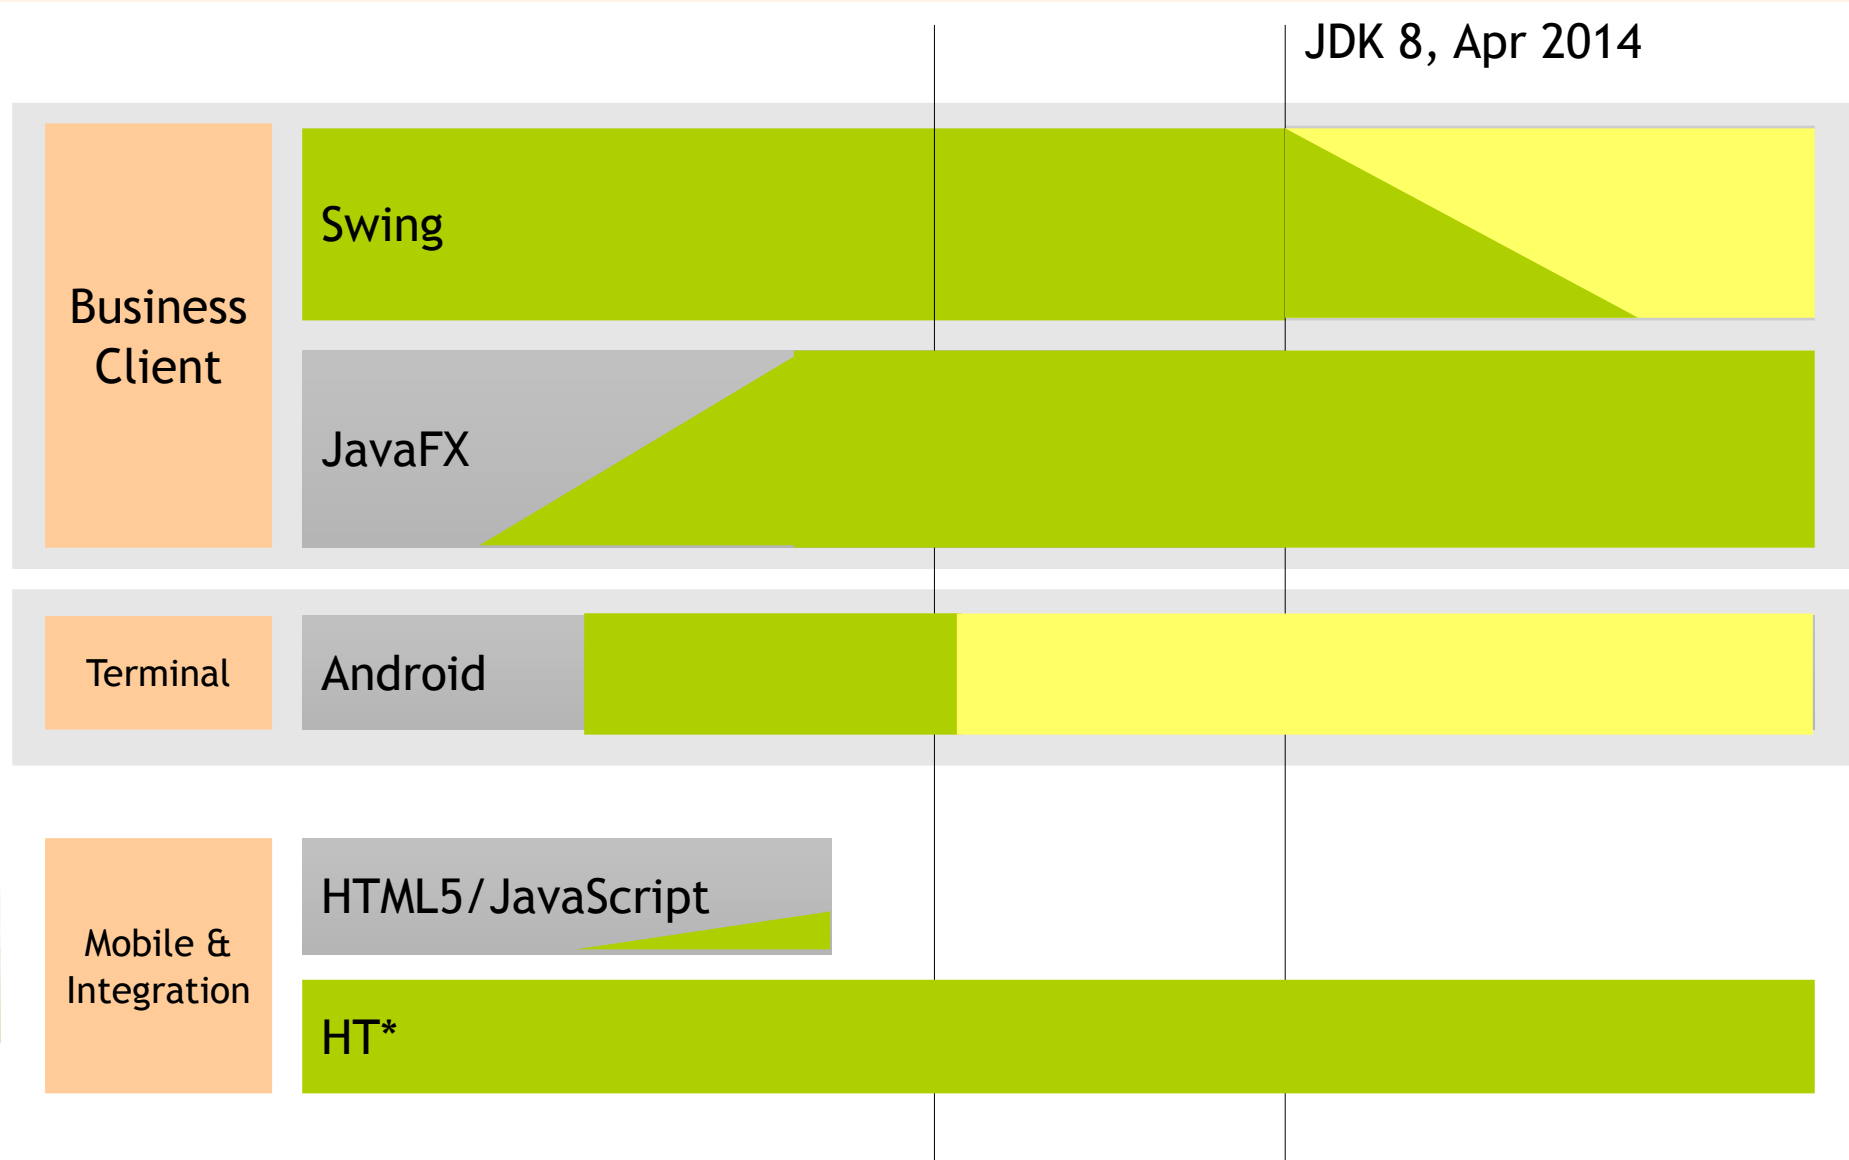 JDK 8, Apr 2014
Business
Client
Swing
JavaFX
Terminal
Android
Mobile &
Integration
HTML5/JavaScript
HT*